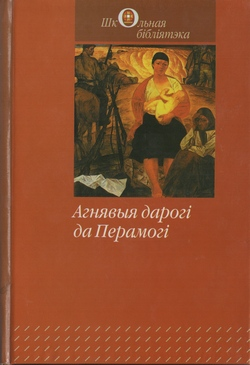 Школьная
бібліятэка
Агнявыя дарогі
да Перамогі